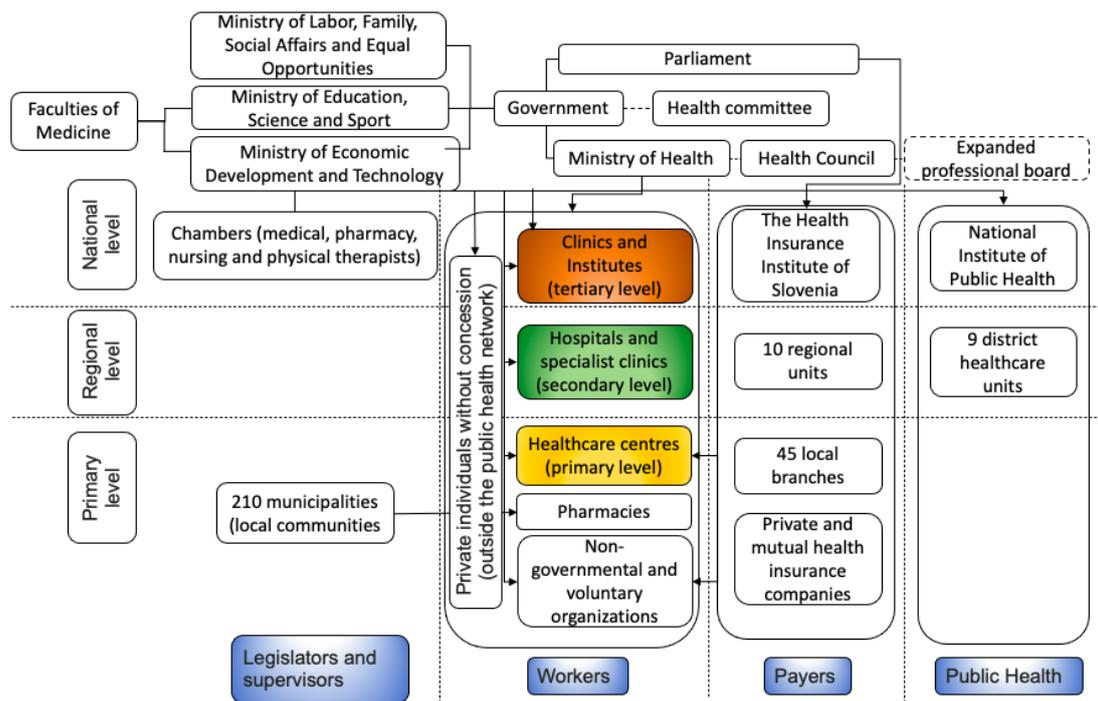 Ministry of Labor, Family,
Social Affairs and Equal
Opportunities
Parliament
Faculties of
Medicine
Ministry of Education,
Science and Sport
Government
Health committee
Ministry of Economic
Development and Technology
Ministry of Health
Health Council
Expanded
professional board
National
level
Chambers (medical, pharmacy,
nursing and physical therapists)
Clinics and
Institutes
(tertiary level)
The Health
Insurance
Institute of
Slovenia
National
Institute of
Public Health
Private individuals without concession
(outside the public health network)
Regional
level
Hospitals and
specialist clinics
(secondary level)
10 regional
units
9 district
healthcare
units
Primary
level
210 municipalities
(local communities
Healthcare centres
(primary level)
Pharmacies
Non-
governmental and
voluntary
organizations
45 local
branches
Private and
mutual health
insurance
companies
Legislators and
supervisors
Workers
Payers
Public Health